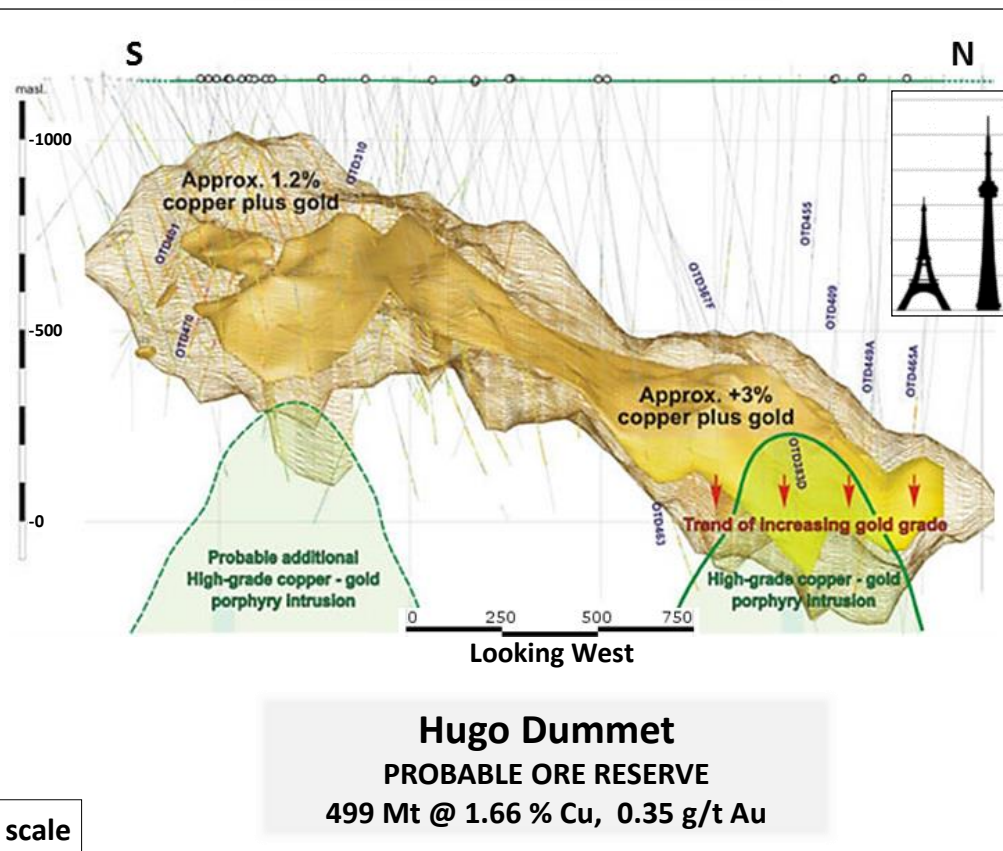 S
N
masl.
-1000
OTD310
Approx. 1.2%
copper plus gold
OTD401
OTD455
OTD367F
OTD409
-500
OTD470
OTD449A
OTD465A
Approx. +3%
copper plus gold
OTD383D
OTD463
-0
Trend of increasing gold grade
Probable additional
High-grade copper - gold
porphyry intrusion
High-grade copper - gold
porphyry intrusion
0 250 500 750
Looking West
Hugo Dummet
PROBABLE ORE RESERVE
499 Mt @ 1.66 % Cu, 0.35 g/t Au
scale